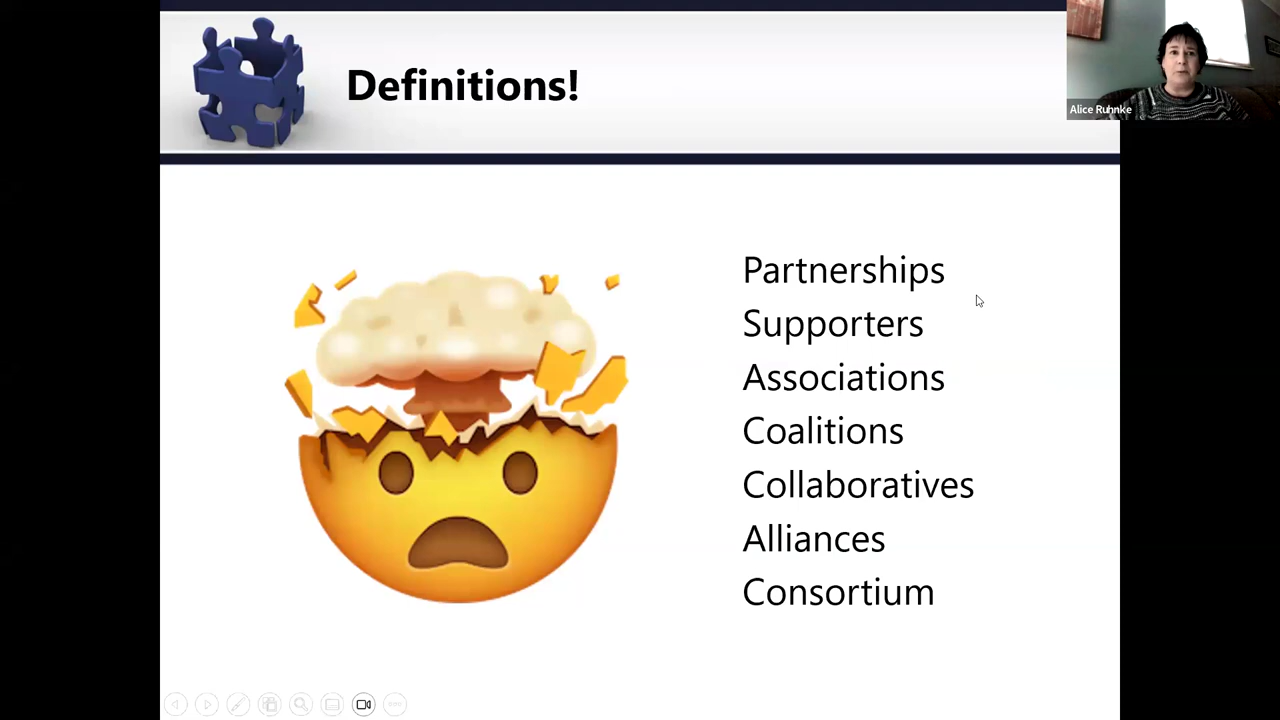 Definitions!
Alice Ruhnke
Partnerships
Supporters
Associations
Coalitions
Collaboratives
Alliances
Consortium